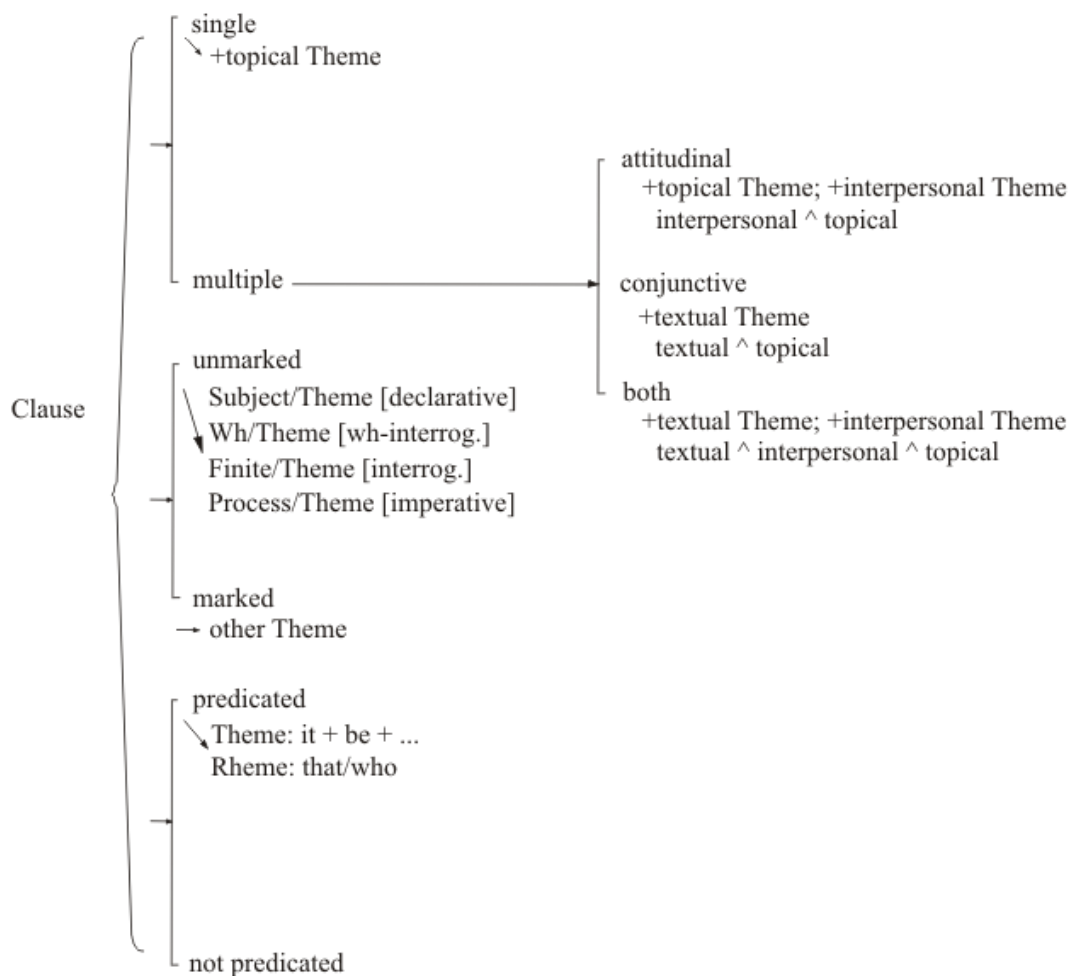 single
+topical Theme
attitudinal
+topical Theme; +interpersonal Theme
interpersonal ^ topical
multiple
conjunctive
+textual Theme
textual ^ topical
unmarked
Subject/Theme [declarative]
Wh/Theme [wh-interrog.]
Finite/Theme [interrog.]
Process/Theme [imperative]
both
+textual Theme; +interpersonal Theme
textual ^ interpersonal ^ topical
Clause
marked
other Theme
predicated
Theme: it + be + ...
Rheme: that/who
not predicated